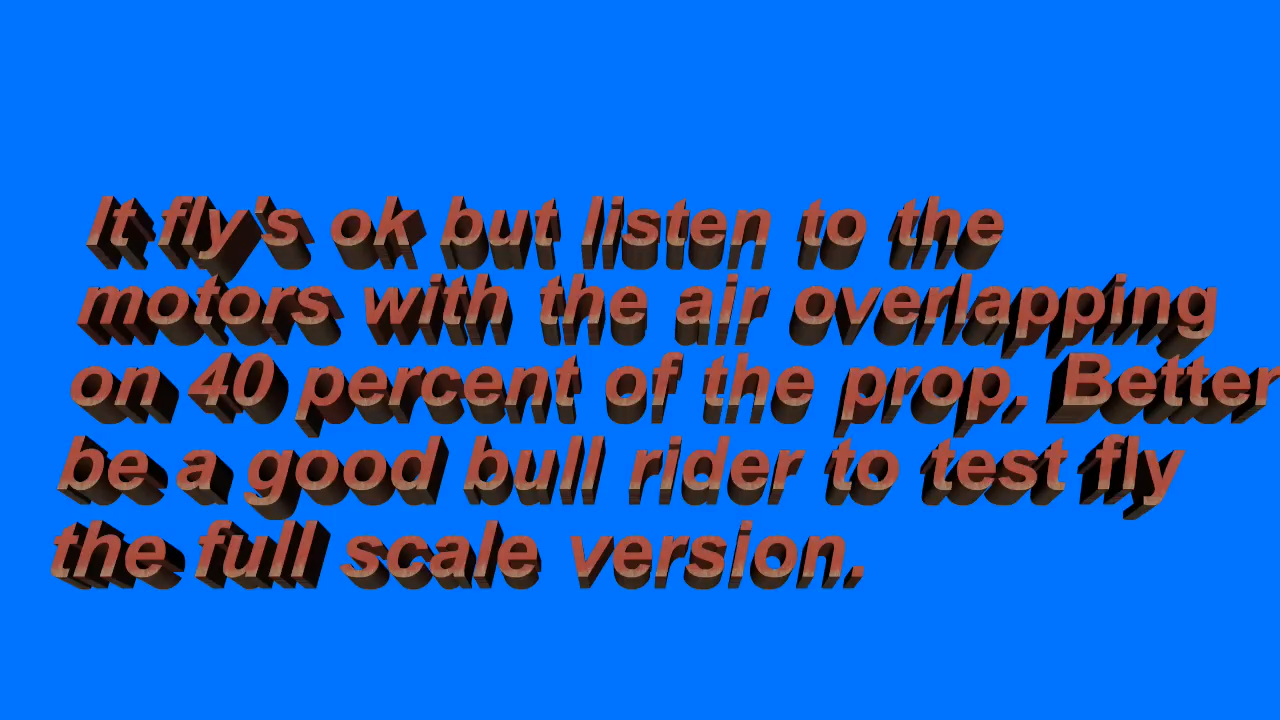 It fly's ok but listen to the
motors with the air overlapping
on 40 percent of the prop. Better
be a good bull rider to test fly
the full scale version.